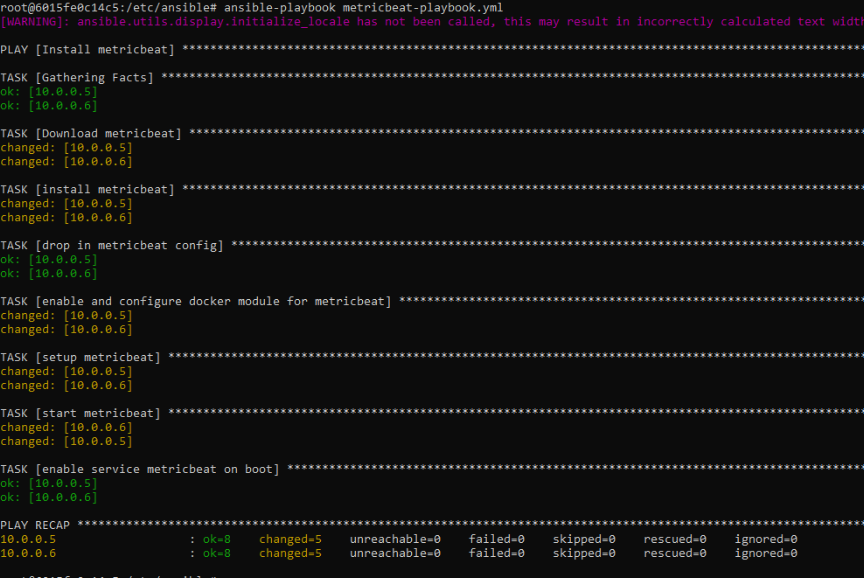 root@6015fe0c14c5:/etc/ansible# ansible-playbook metricbeat-playbook.yml
[WARNING]: ansible.utils.display.initialize_locale has not been called, this may result in incorrectly calculated text width
PLAY [Install metricbeat] *************************************************************************************************
TASK [Gathering Facts] ****************************************************************************************************
ok: [10.0.0.5]
ok: [10.0.0.6]
TASK [Download metricbeat] ************************************************************************************************
changed: [10.0.0.5]
changed: [10.0.0.6]
TASK [install metricbeat] *************************************************************************************************
changed: [10.0.0.5]
changed: [10.0.0.6]
TASK [drop in metricbeat config] ******************************************************************************************
ok: [10.0.0.5]
ok: [10.0.0.6]
TASK [enable and configure docker module for metricbeat] ******************************************************************
changed: [10.0.0.5]
changed: [10.0.0.6]
TASK [setup metricbeat] ***************************************************************************************************
changed: [10.0.0.5]
changed: [10.0.0.6]
TASK [start metricbeat] ***************************************************************************************************
changed: [10.0.0.6]
changed: [10.0.0.5]
TASK [enable service metricbeat on boot] **********************************************************************************
ok: [10.0.0.5]
ok: [10.0.0.6]
PLAY RECAP ****************************************************************************************************************
10.0.0.5                   : ok=8    changed=5    unreachable=0    failed=0    skipped=0    rescued=0    ignored=0
10.0.0.6                   : ok=8    changed=5    unreachable=0    failed=0    skipped=0    rescued=0    ignored=0